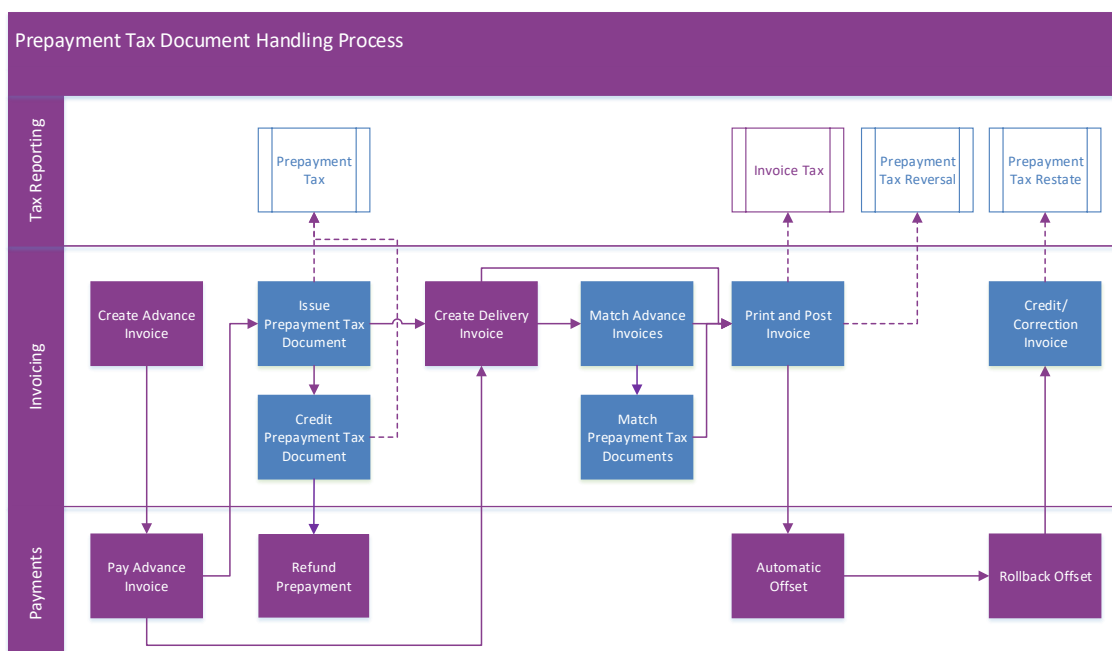 Prepayment Tax Document Handling Process
Tax Reporting
Prepayment
Tax
Invoice Tax
Prepayment
Tax Reversal
Prepayment
Tax Restate
Invoicing
Create Advance
Invoice
Issue
Prepayment Tax
Document
Create Delivery
Invoice
Match Advance
Invoices
Print and Post
Invoice
Credit/
Correction
Invoice
Credit
Prepayment Tax
Document
Match
Prepayment Tax
Documents
Payments
Pay Advance
Invoice
Refund
Prepayment
Automatic
Offset
Rollback Offset